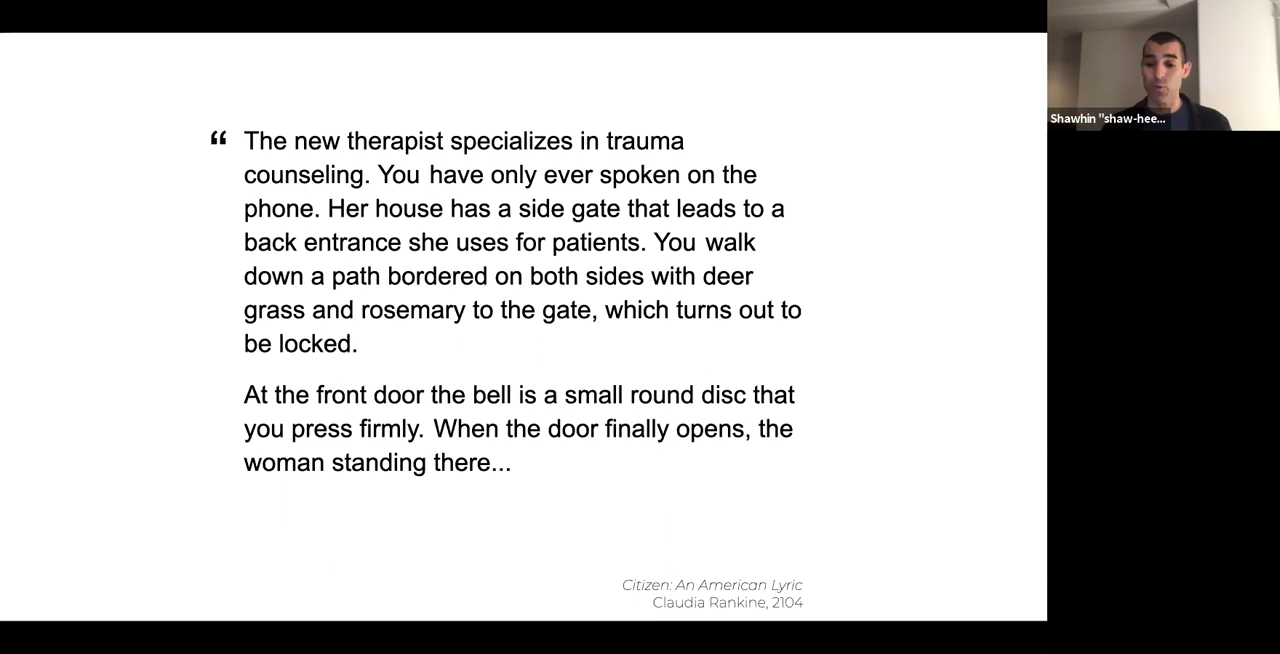 “ The new therapist specializes in trauma
counseling. You have only ever spoken on the
phone. Her house has a side gate that leads to a
back entrance she uses for patients. You walk
down a path bordered on both sides with deer
grass and rosemary to the gate, which turns out to
be locked.
At the front door the bell is a small round disc that
you press firmly. When the door finally opens, the
woman standing there...
Citizen: An American Lyric
Claudia Rankine, 2104
Shawhin "shaw-hee...